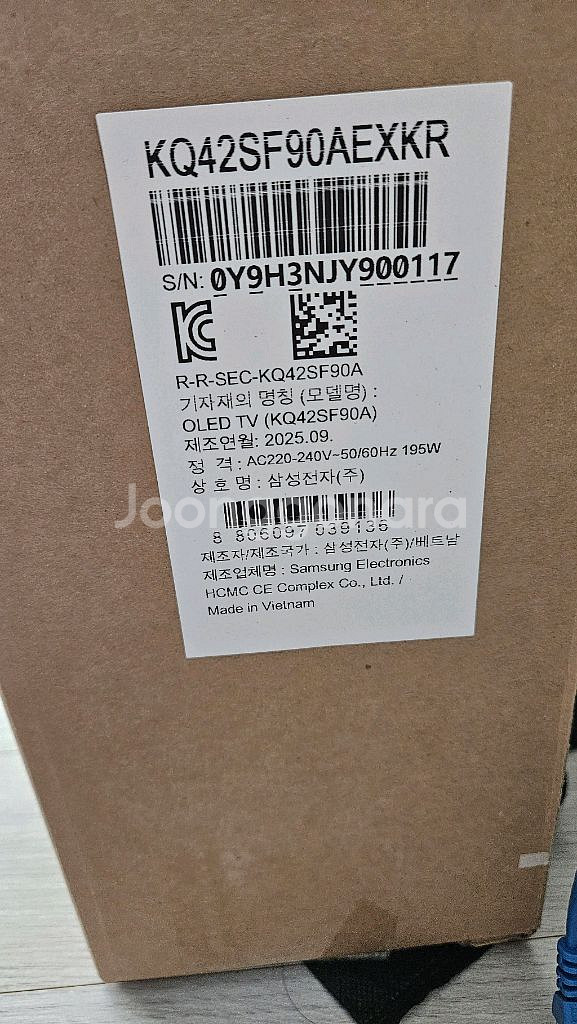 KQ42SF90AEXKR
S/N: 0Y9H3NJY900117
R-R-SEC-KQ42SF90A
기자재의 명칭 (모델명) :
OLED TV (KQ42SF90A)
제조연월: 2025.09.
정 격 : AC220-240V~50/60Hz 195W
상 호 명 : 삼성전자(주)
8 806097 039136
제조자/제조국가 : 삼성전자(주)/베트남
제조업체명 : Samsung Electronics
HCMC CE Complex Co., Ltd. /
Made in Vietnam